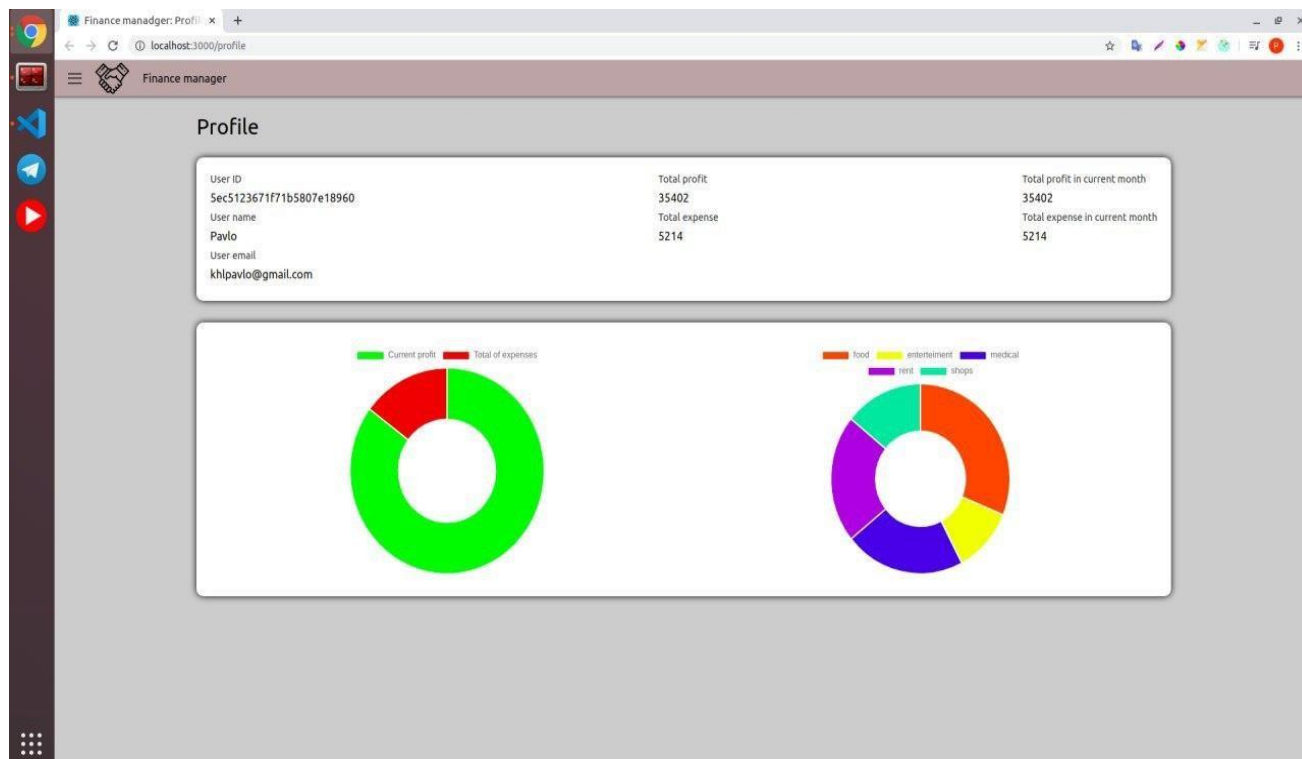 Finance manadger: Profil
localhost:3000/profile
Finance manager
Profile
User ID
5ec5123671f71b5807e18960
User name
Pavlo
User email
khlpavlo@gmail.com
Total profit
35402
Total expense
5214
Total profit in current month
35402
Total expense in current month
5214
Current profit Total of expenses
food enterteiment medical
rent shops